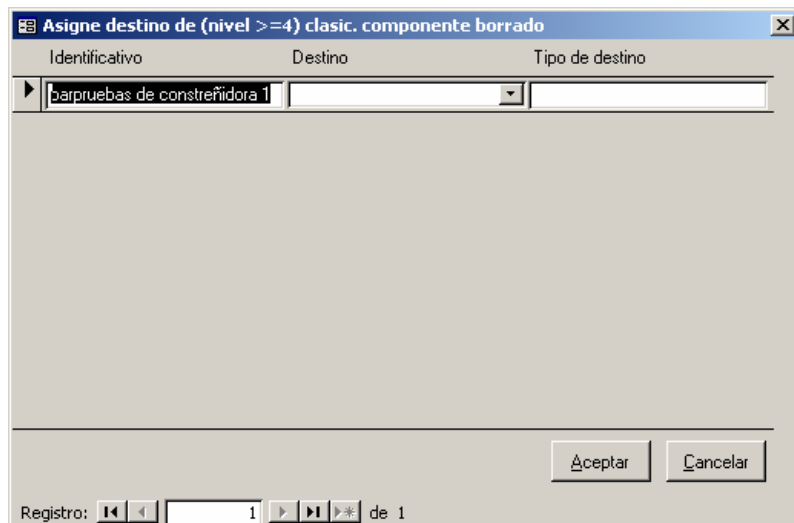 Asigne destino de (nivel >=4) clasic. componente borrado
Identificativo Destino Tipo de destino
barpruebas de constreñidora 1
Aceptar Cancelar
Registro: 1 de 1